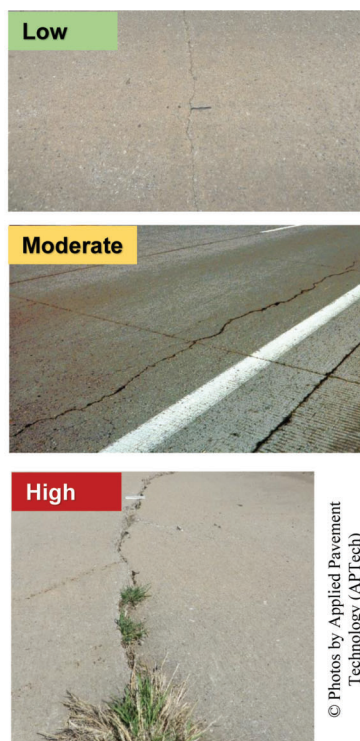 Low
Moderate
High
© Photos by Applied Pavement
Technology (APTech)